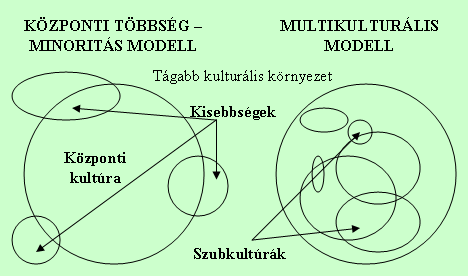 KÖZPONTI TÖBBSÉG –
MINORITÁS MODELL
MULTIKULTURÁLIS
MODELL
Tágabb kulturális környezet
Kisebbségek
Központi
kultúra
Szubkultúrák